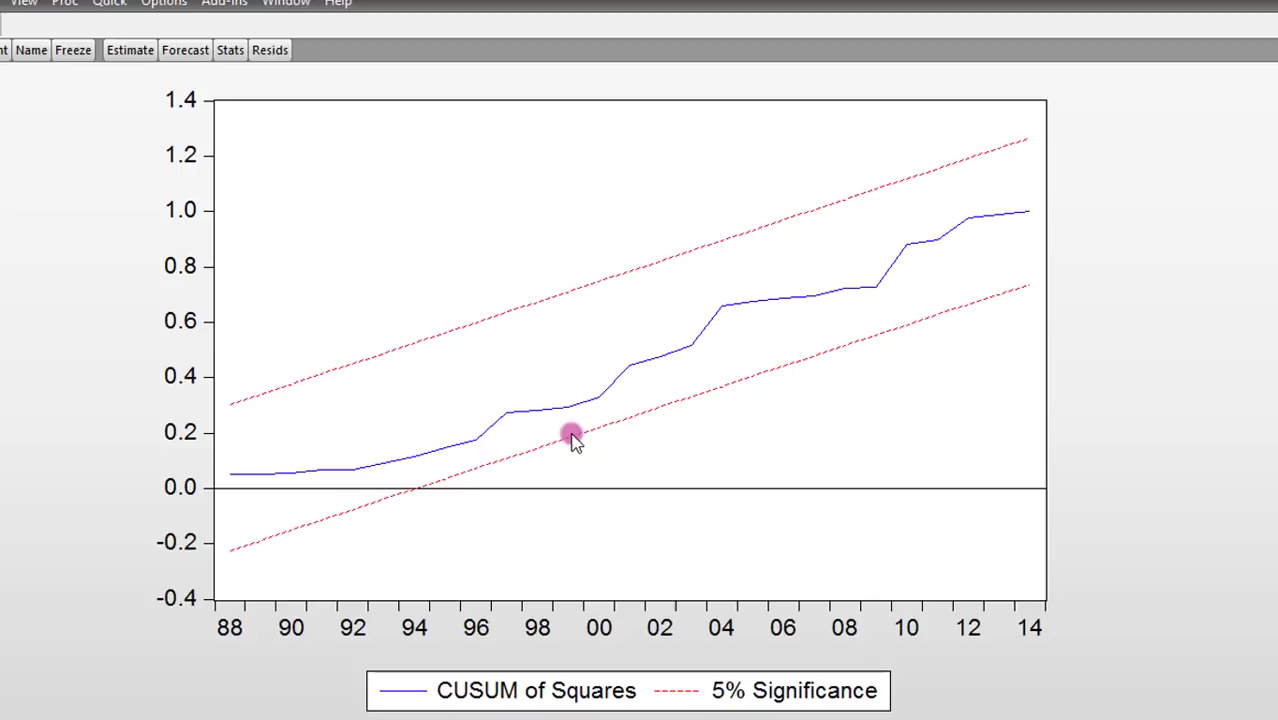 View Proc Quick Options Add-ins Window Help
nt Name Freeze Estimate Forecast Stats Resids
1.4
1.2
1.0
0.8
0.6
0.4
0.2
0.0
-0.2
-0.4
88 90 92 94 96 98 00 02 04 06 08 10 12 14
CUSUM of Squares 5% Significance